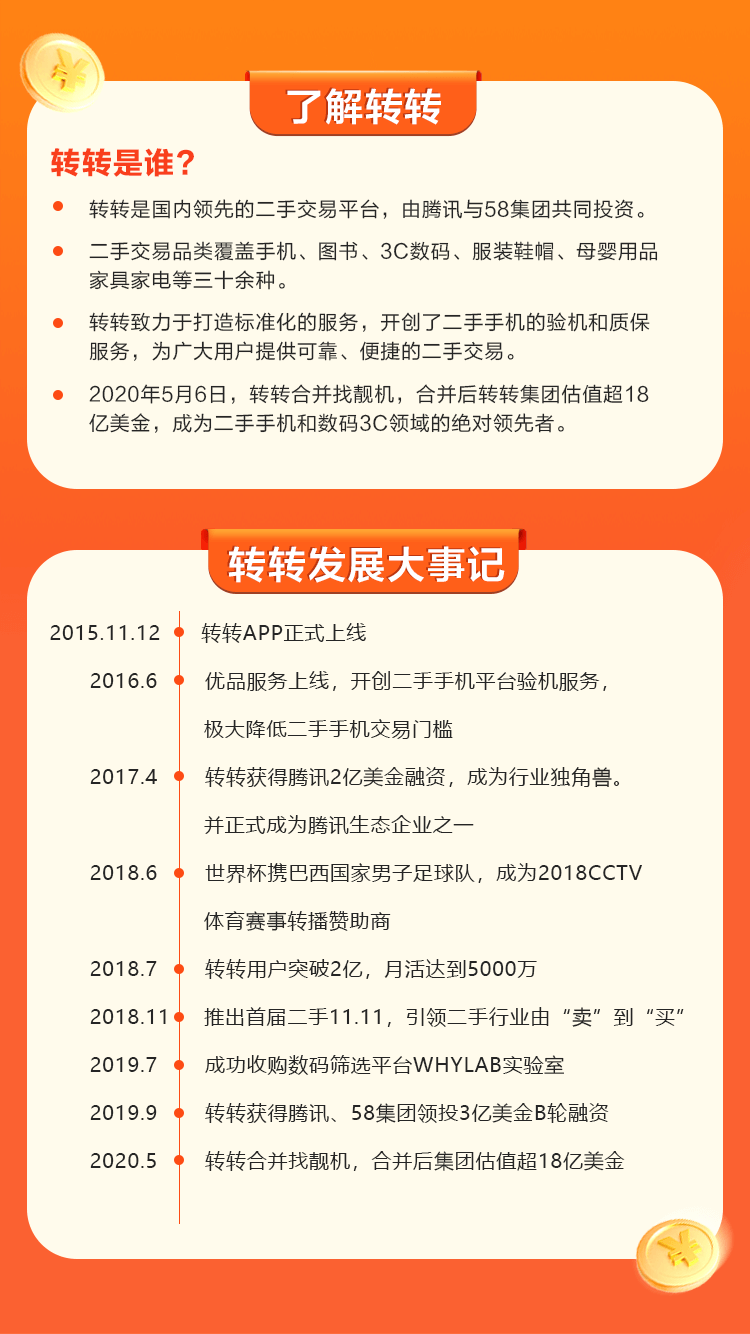 了解转转
转转是谁?
转转是国内领先的二手交易平台，由腾讯与58集团共同投资。
二手交易品类覆盖手机、图书、3C数码、服装鞋帽、母婴用品
家具家电等三十余种。
转转致力于打造标准化的服务，开创了二手手机的验机和质保
服务，为广大用户提供可靠、便捷的二手交易。
2020年5月6日，转转合并找靓机，合并后转转集团估值超18
亿美金，成为二手手机和数码3C领域的绝对领先者。
转转发展大事记
2015.11.12 转转APP正式上线
2016.6 优品服务上线，开创二手手机平台验机服务，
极大降低二手手机交易门槛
2017.4 转转获得腾讯2亿美金融资，成为行业独角兽。
并正式成为腾讯生态企业之一
2018.6 世界杯携巴西国家男子足球队，成为2018CCTV
体育赛事转播赞助商
2018.7 转转用户突破2亿，月活达到5000万
2018.11 推出首届二手11.11，引领二手行业由“卖”到“买”
2019.7 成功收购数码筛选平台WHYLAB实验室
2019.9 转转获得腾讯、58集团领投3亿美金B轮融资
2020.5 转转合并找靓机，合并后集团估值超18亿美金